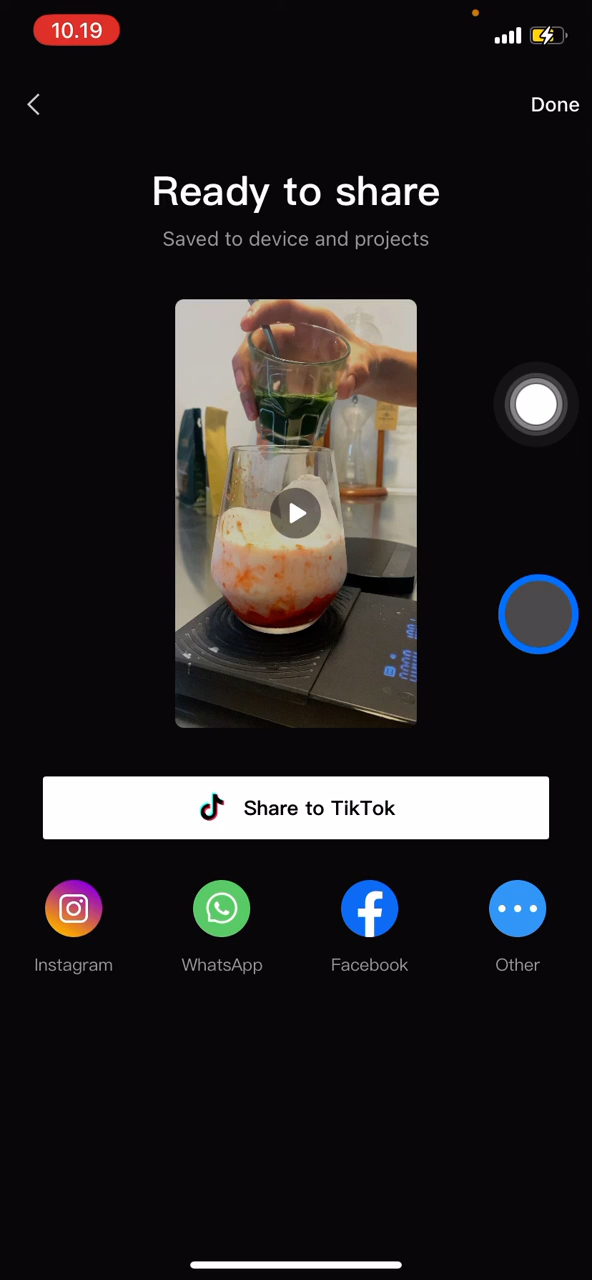 10.19
Done
Ready to share
Saved to device and projects
Share to TikTok
Instagram
WhatsApp
Facebook
Other